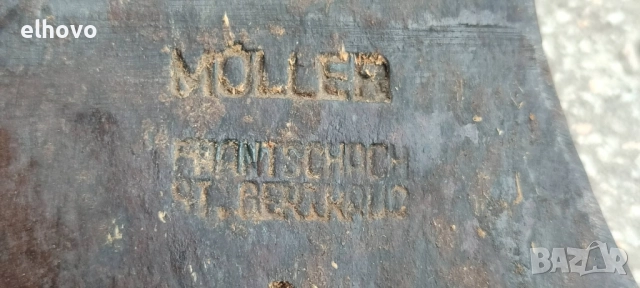 elhovo
MÖLLER
FRANTSCHACH
ST. GERTRAUD
bazar